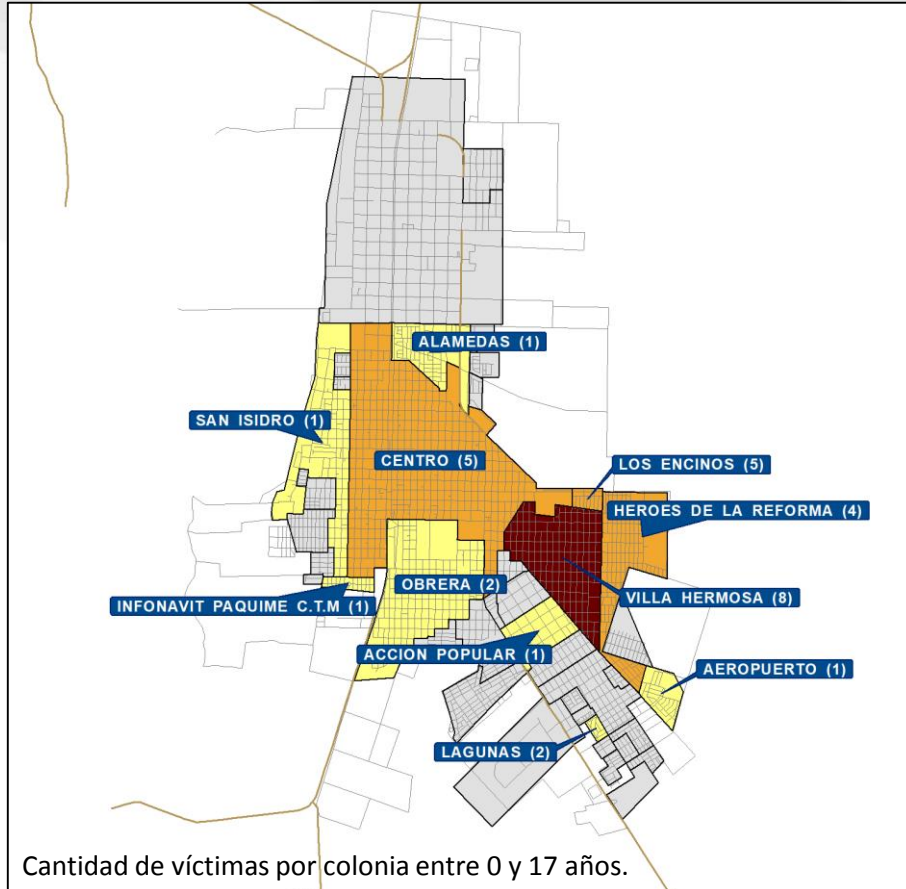 ALAMEDAS (1)
SAN ISIDRO (1)
CENTRO (5)
LOS ENCINOS (5)
HEROES DE LA REFORMA (4)
OBRERA (2)
INFONAVIT PAQUIME C.T.M (1)
VILLA HERMOSA (8)
ACCION POPULAR (1)
AEROPUERTO (1)
LAGUNAS (2)
Cantidad de víctimas por colonia entre 0 y 17 años.